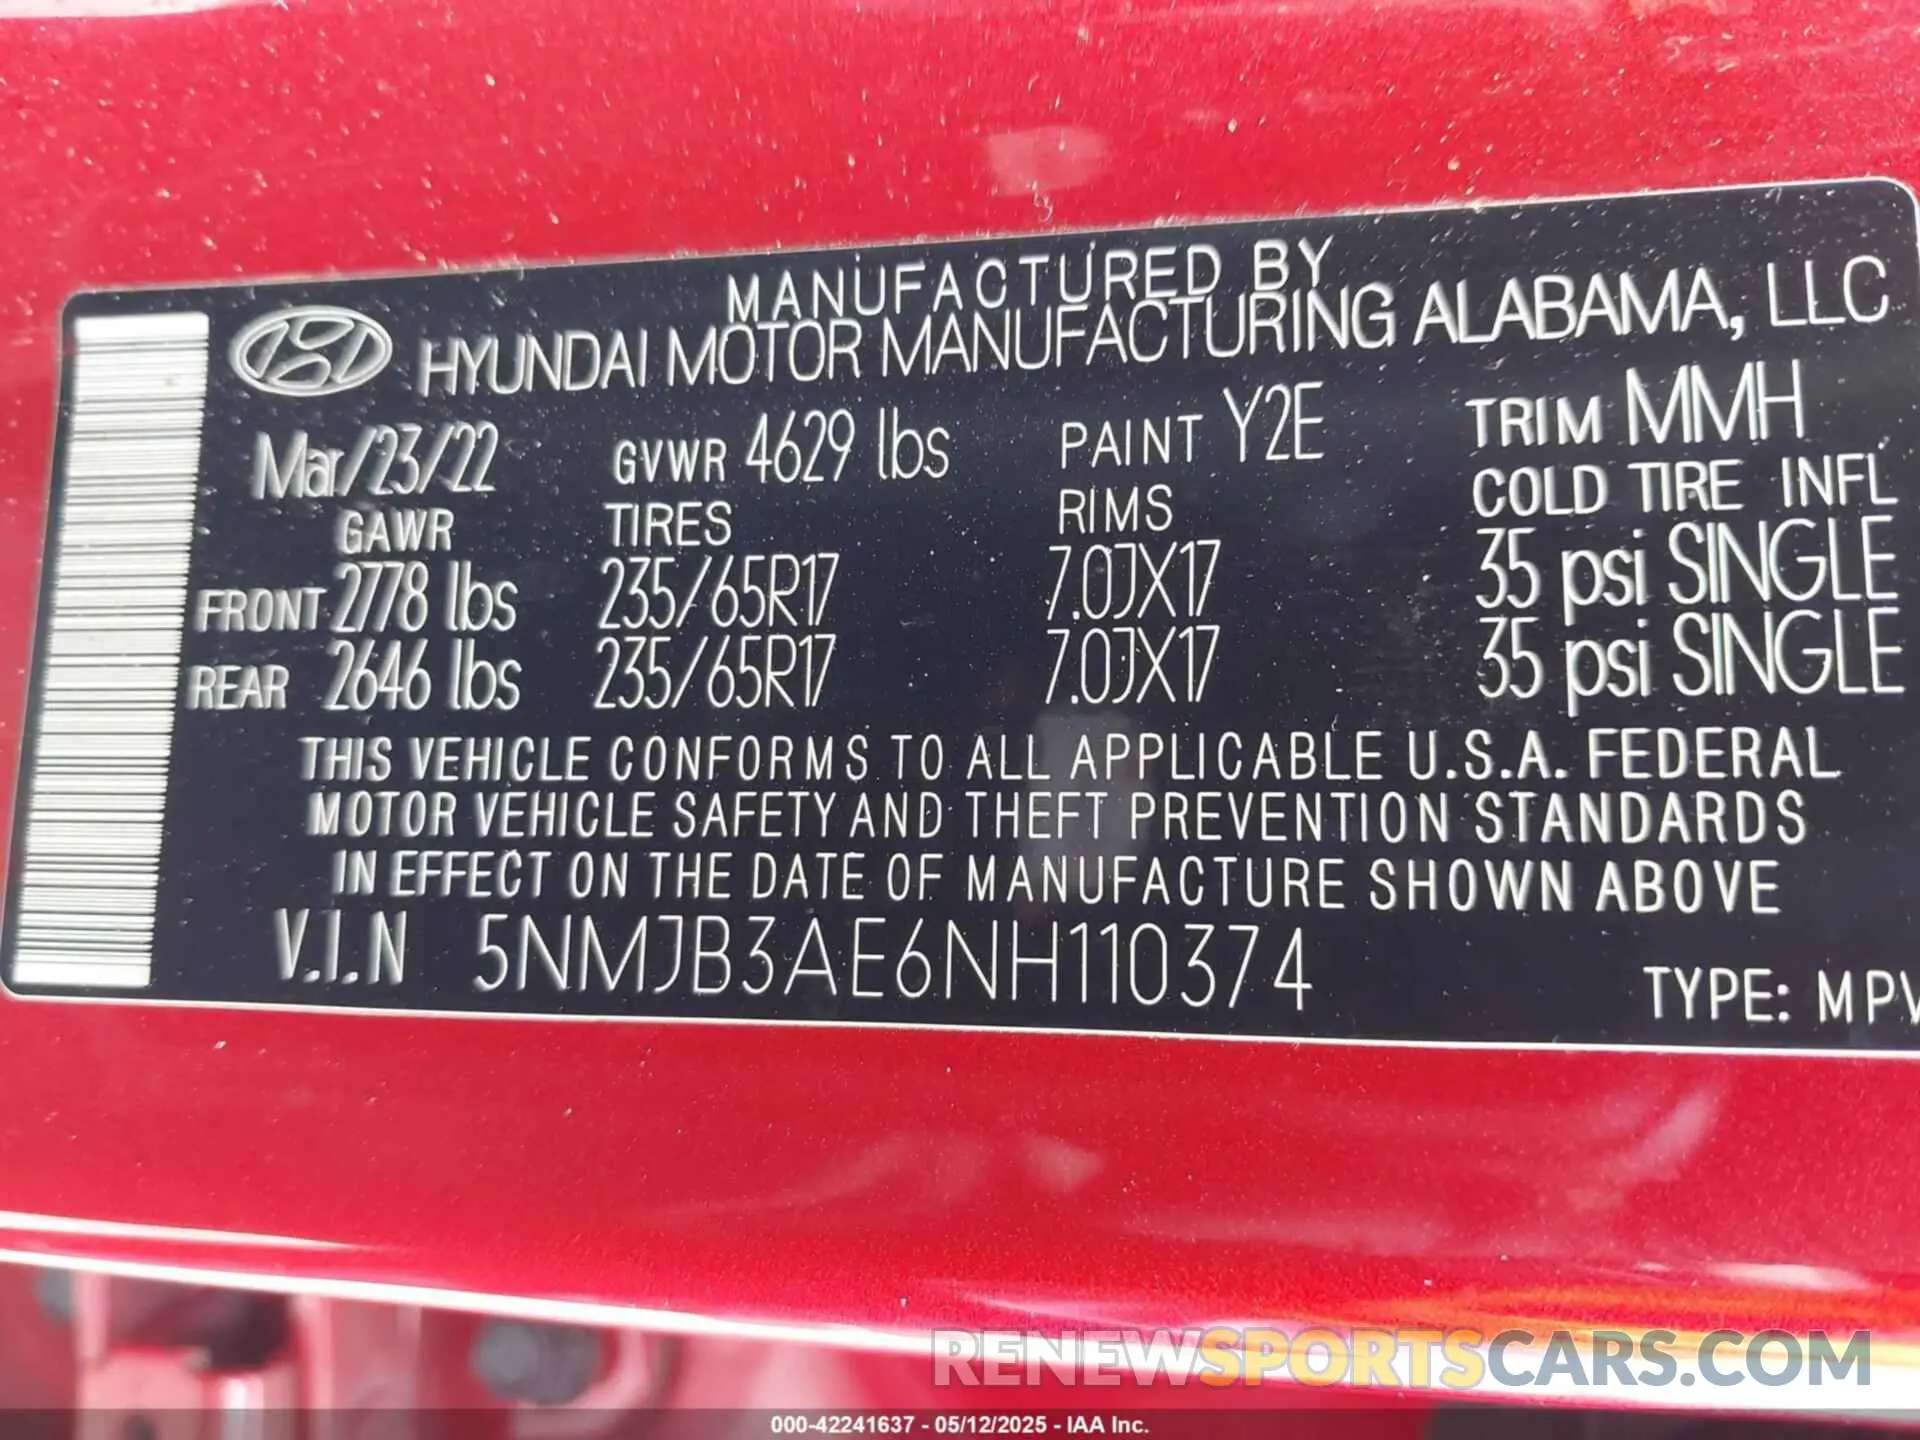 MANUFACTURED BY
HYUNDAI MOTOR MANUFACTURING ALABAMA, LLC
Mar/23/22 GVWR 4629 lbs PAINT Y2E TRIM MMH
GAWR TIRES RIMS COLD TIRE INFL
FRONT 2778 lbs 235/65R17 7.0JX17 35 psi SINGLE
REAR 2646 lbs 235/65R17 7.0JX17 35 psi SINGLE
THIS VEHICLE CONFORMS TO ALL APPLICABLE U.S.A. FEDERAL
MOTOR VEHICLE SAFETY AND THEFT PREVENTION STANDARDS
IN EFFECT ON THE DATE OF MANUFACTURE SHOWN ABOVE
V.I.N 5NMJB3AE6NH110374
TYPE: MPV
RENEWSPORTSCARS.COM
000-42241637 - 05/12/2025 - IAA Inc.